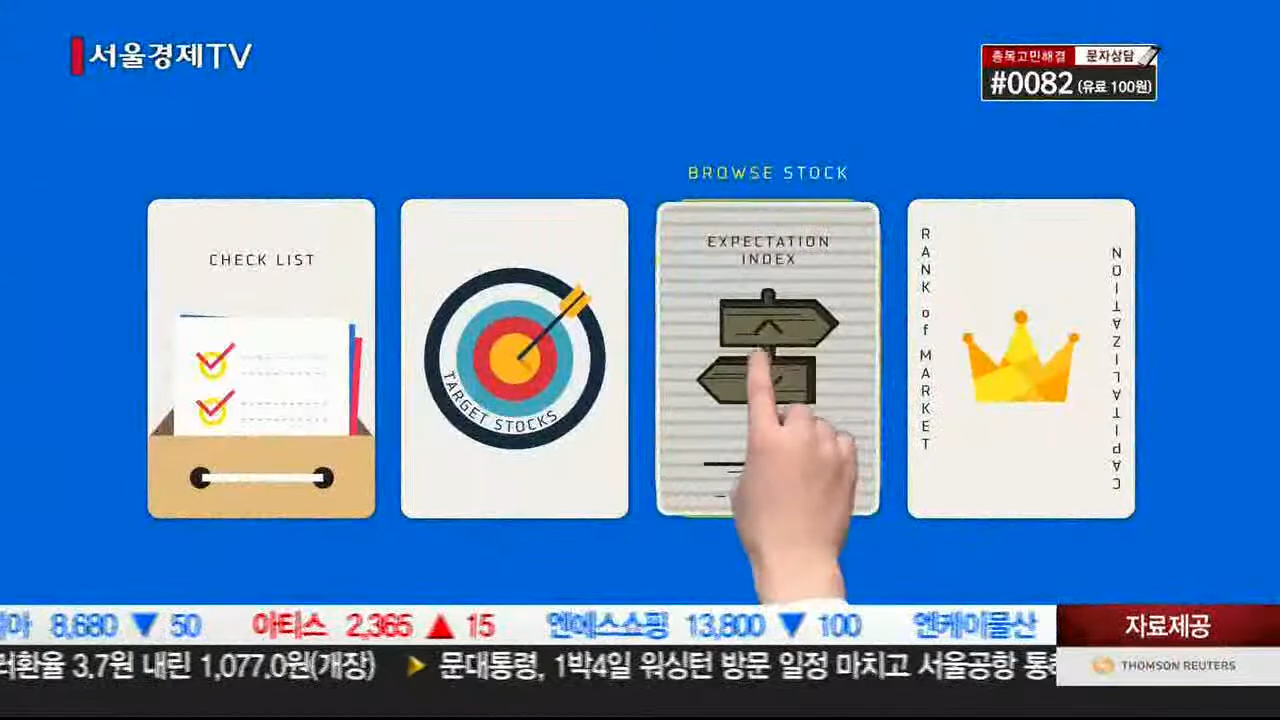 서울경제TV
종목고민해결 문자상담
#0082 (유료 100원)
BROWSE STOCK
CHECK LIST
TARGET STOCKS
EXPECTATION
INDEX
RANK of MARKET
CAPITALIZATION
8,680 ▼ 50 아티스 2,365 ▲ 15 엔에스쇼핑 13,800 ▼ 100 엔케이물산
자료제공
러환율 3.7원 내린 1,077.0원(개장) ▶ 문대통령, 1박4일 워싱턴 방문 일정 마치고 서울공항 통해
THOMSON REUTERS